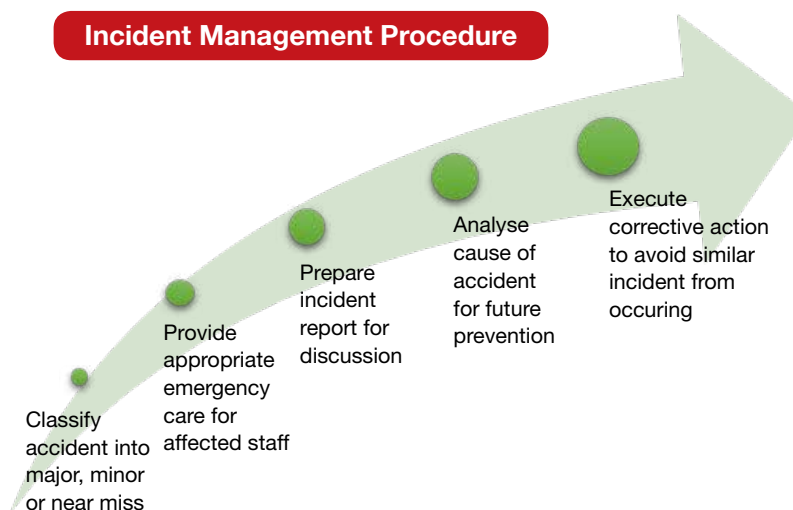 Incident Management Procedure
Classify
accident into
major, minor
or near miss
Provide
appropriate
emergency
care for
affected staff
Prepare
incident
report for
discussion
Analyse
cause of
accident
for future
prevention
Execute
corrective action
to avoid similar
incident from
occuring